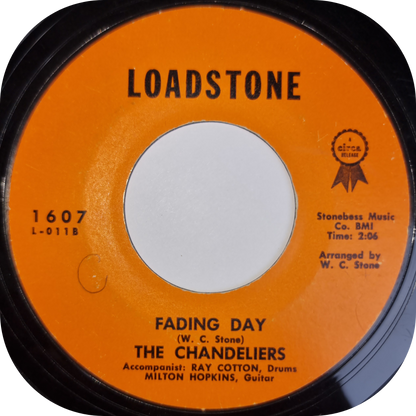 LOADSTONE
A
circa
RELEASE
1607
L-011B
Stonebess Music
Co. BMI
Time: 2:06
Arranged by
W. C. Stone
FADING DAY
(W. C. Stone)
THE CHANDELIERS
Accompanist: RAY COTTON, Drums
MILTON HOPKINS, Guitar